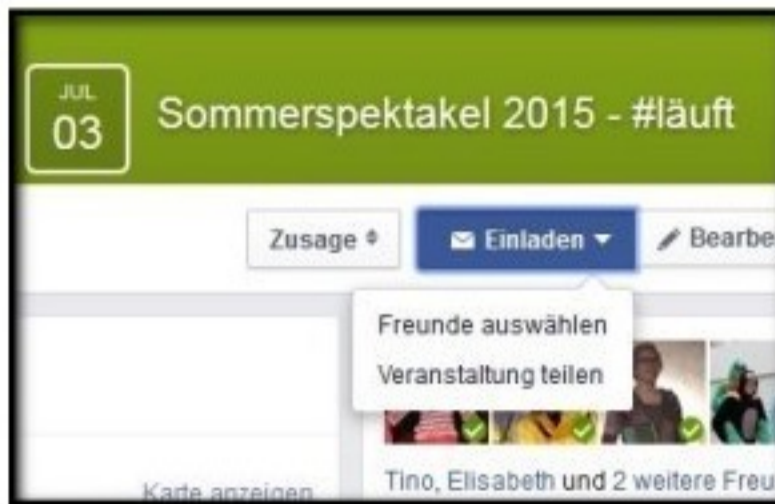 JUL
03
Sommerspektakel 2015 - #läuft
Zusage
Einladen
Bearbe
Freunde auswählen
Veranstaltung teilen
Karte anzeigen
Tino, Elisabeth und 2 weitere Freu